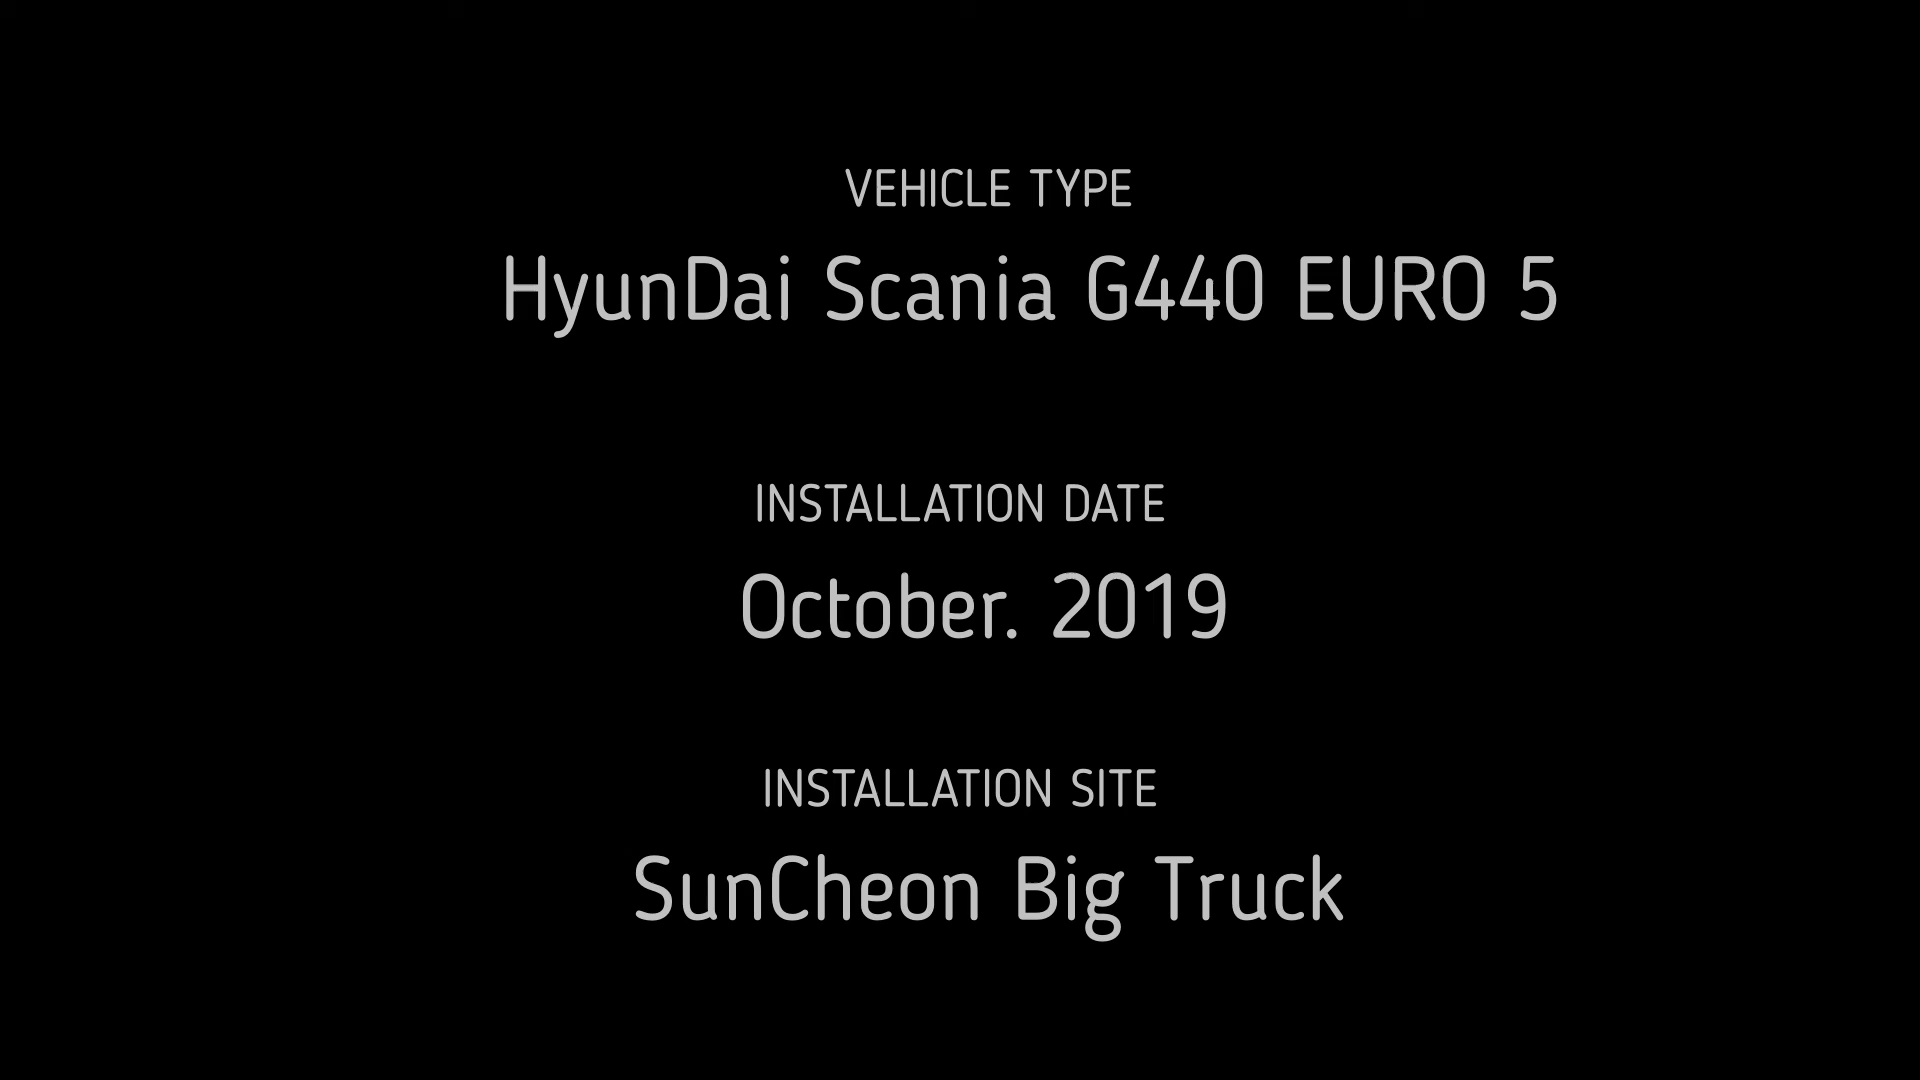 VEHICLE TYPE
HyunDai Scania G440 EURO 5
INSTALLATION DATE
October. 2019
INSTALLATION SITE
SunCheon Big Truck